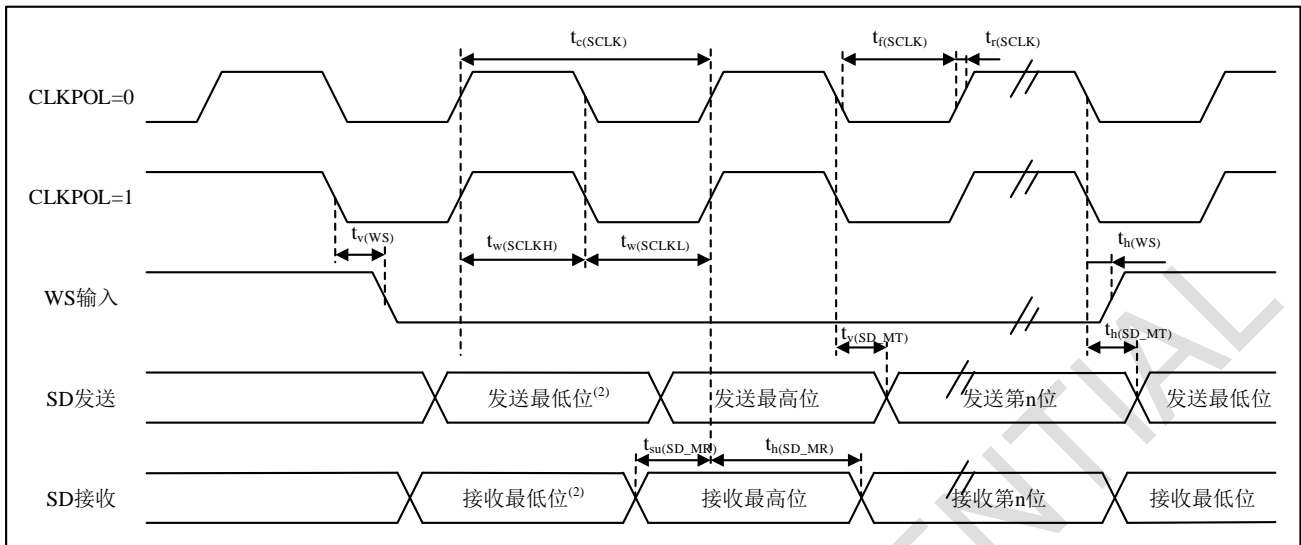 tc(SCLK)
tf(SCLK)
tr(SCLK)
CLKPOL=0
CLKPOL=1
tv(WS)
tw(SCLKH)
tw(SCLKL)
th(WS)
WS输入
tv(SD_MT)
th(SD_MT)
SD发送
发送最低位(2)
发送最高位
发送第n位
发送最低位
tsu(SD_MR)
th(SD_MR)
SD接收
接收最低位(2)
接收最高位
接收第n位
接收最低位